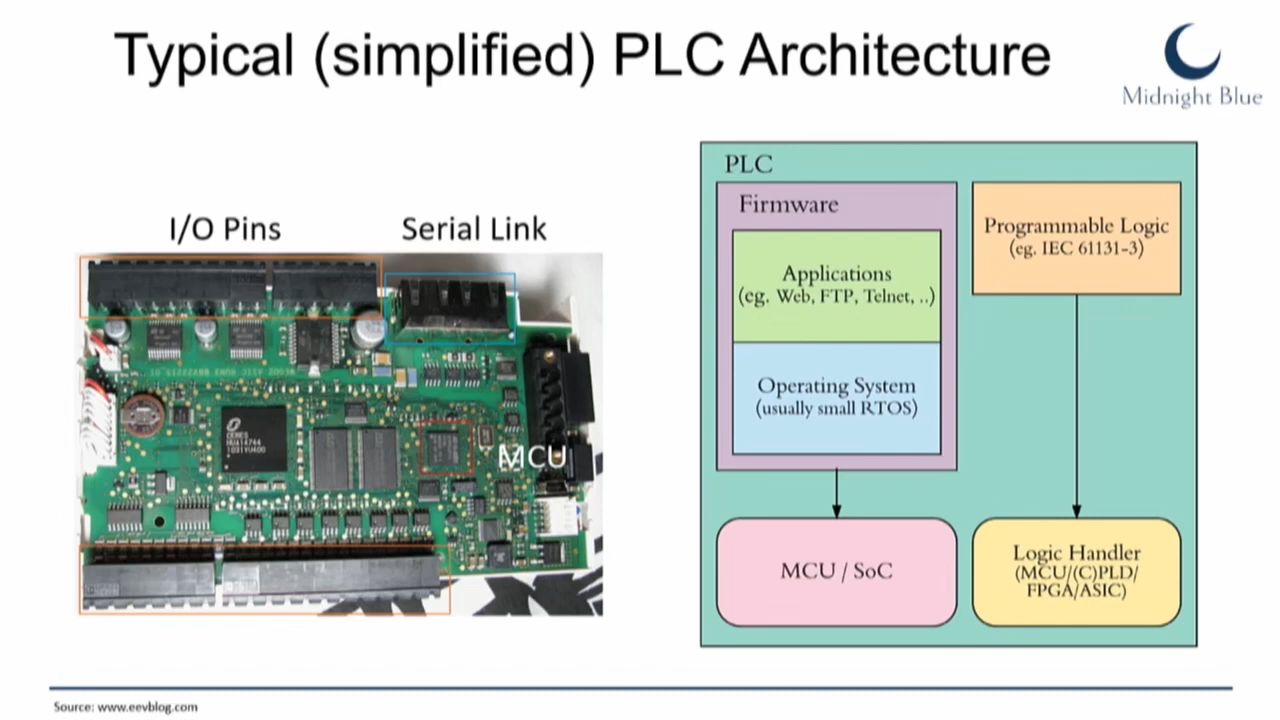 Typical (simplified) PLC Architecture
Midnight Blue
I/O Pins
Serial Link
CERES
1031YU400
MCU
PLC
Firmware
Applications
(eg. Web, FTP, Telnet, ..)
Operating System
(usually small RTOS)
Programmable Logic
(eg. IEC 61131-3)
MCU / SoC
Logic Handler
(MCU/(C)PLD/
FPGA/ASIC)
Source: www.eevblog.com